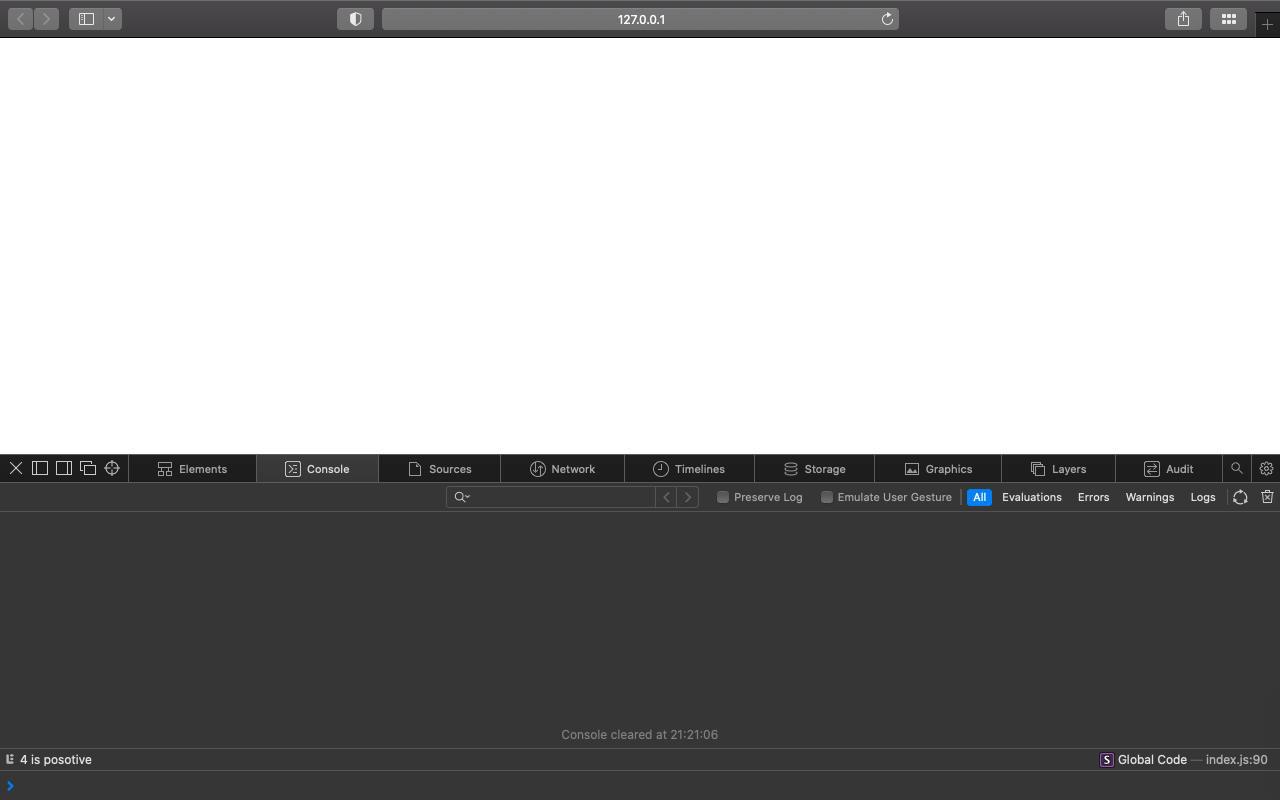 127.0.0.1
Elements Console Sources Network Timelines Storage Graphics Layers Audit
Preserve Log Emulate User Gesture All Evaluations Errors Warnings Logs
Console cleared at 21:21:06
4 is posotive S Global Code — index.js:90